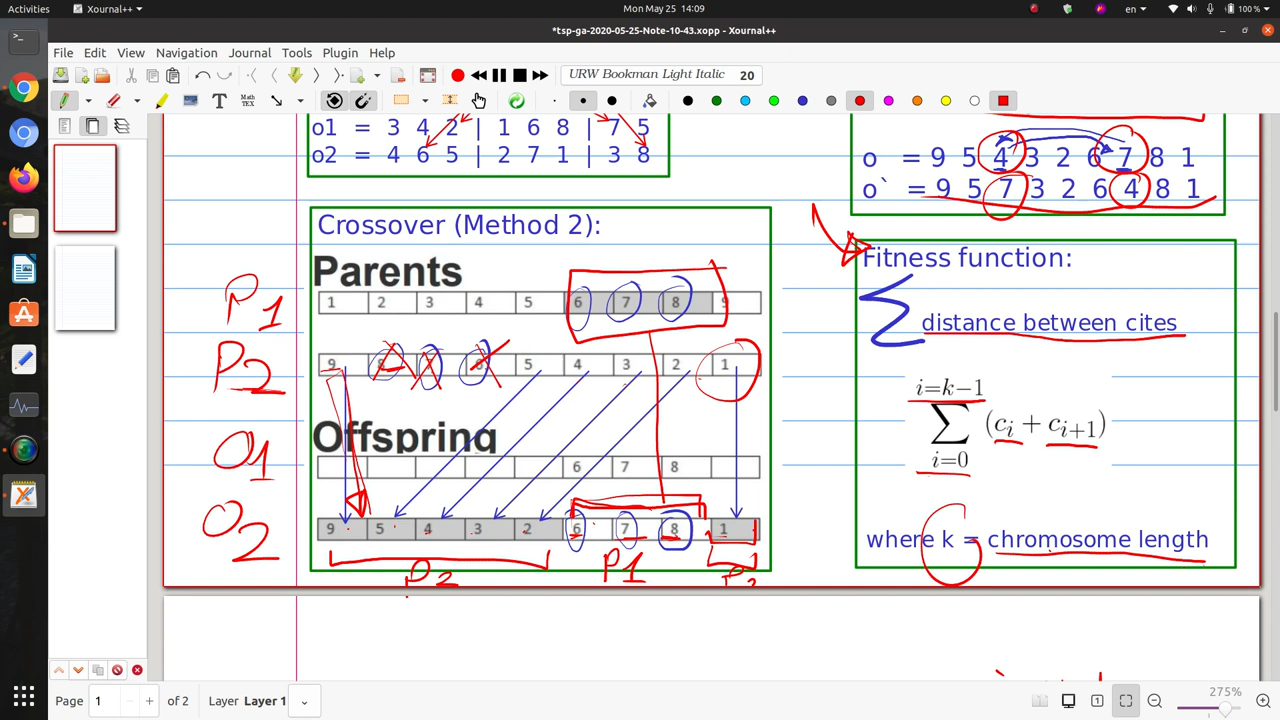 Activities
Xournal++
Mon May 25 14:09
en
100 %
*tsp-ga-2020-05-25-Note-10-43.xopp - Xournal++
File Edit View Navigation Journal Tools Plugin Help
URW Bookman Light Italic 20
o1 = 3 4 2 | 1 6 8 | 7 5
o2 = 4 6 5 | 2 7 1 | 3 8
o = 9 5 4 3 2 6 7 8 1
o` = 9 5 7 3 2 6 4 8 1
Crossover (Method 2):
Parents
P1
1 2 3 4 5 6 7 8 9
P2
9 8 7 6 5 4 3 2 1
Offspring
O1
6 7 8
O2
9 5 4 3 2 6 7 8 1
P2 P1 P2
Fitness function:
Σ distance between cites
i=k−1
∑ (cᵢ + cᵢ₊₁)
i=0
where k = chromosome length
Page 1 of 2 Layer Layer 1
275%